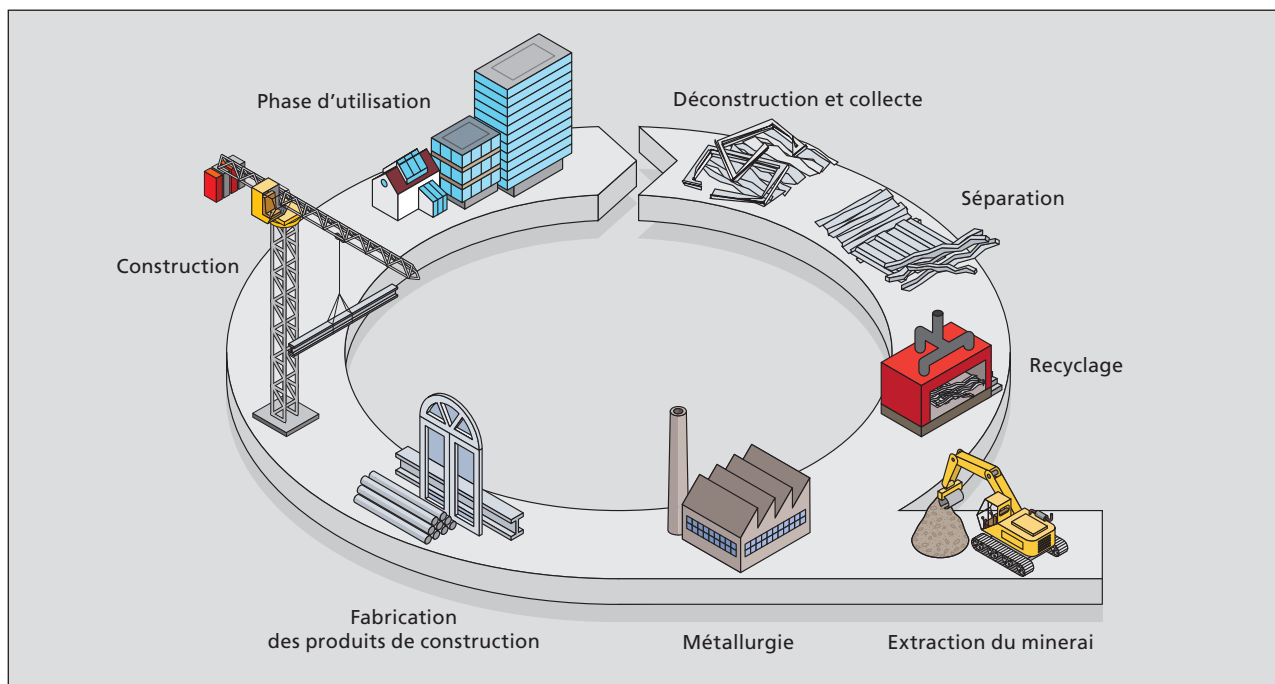 Phase d'utilisation
Déconstruction et collecte
Séparation
Construction
Recyclage
Fabrication
des produits de construction
Métallurgie
Extraction du minerai